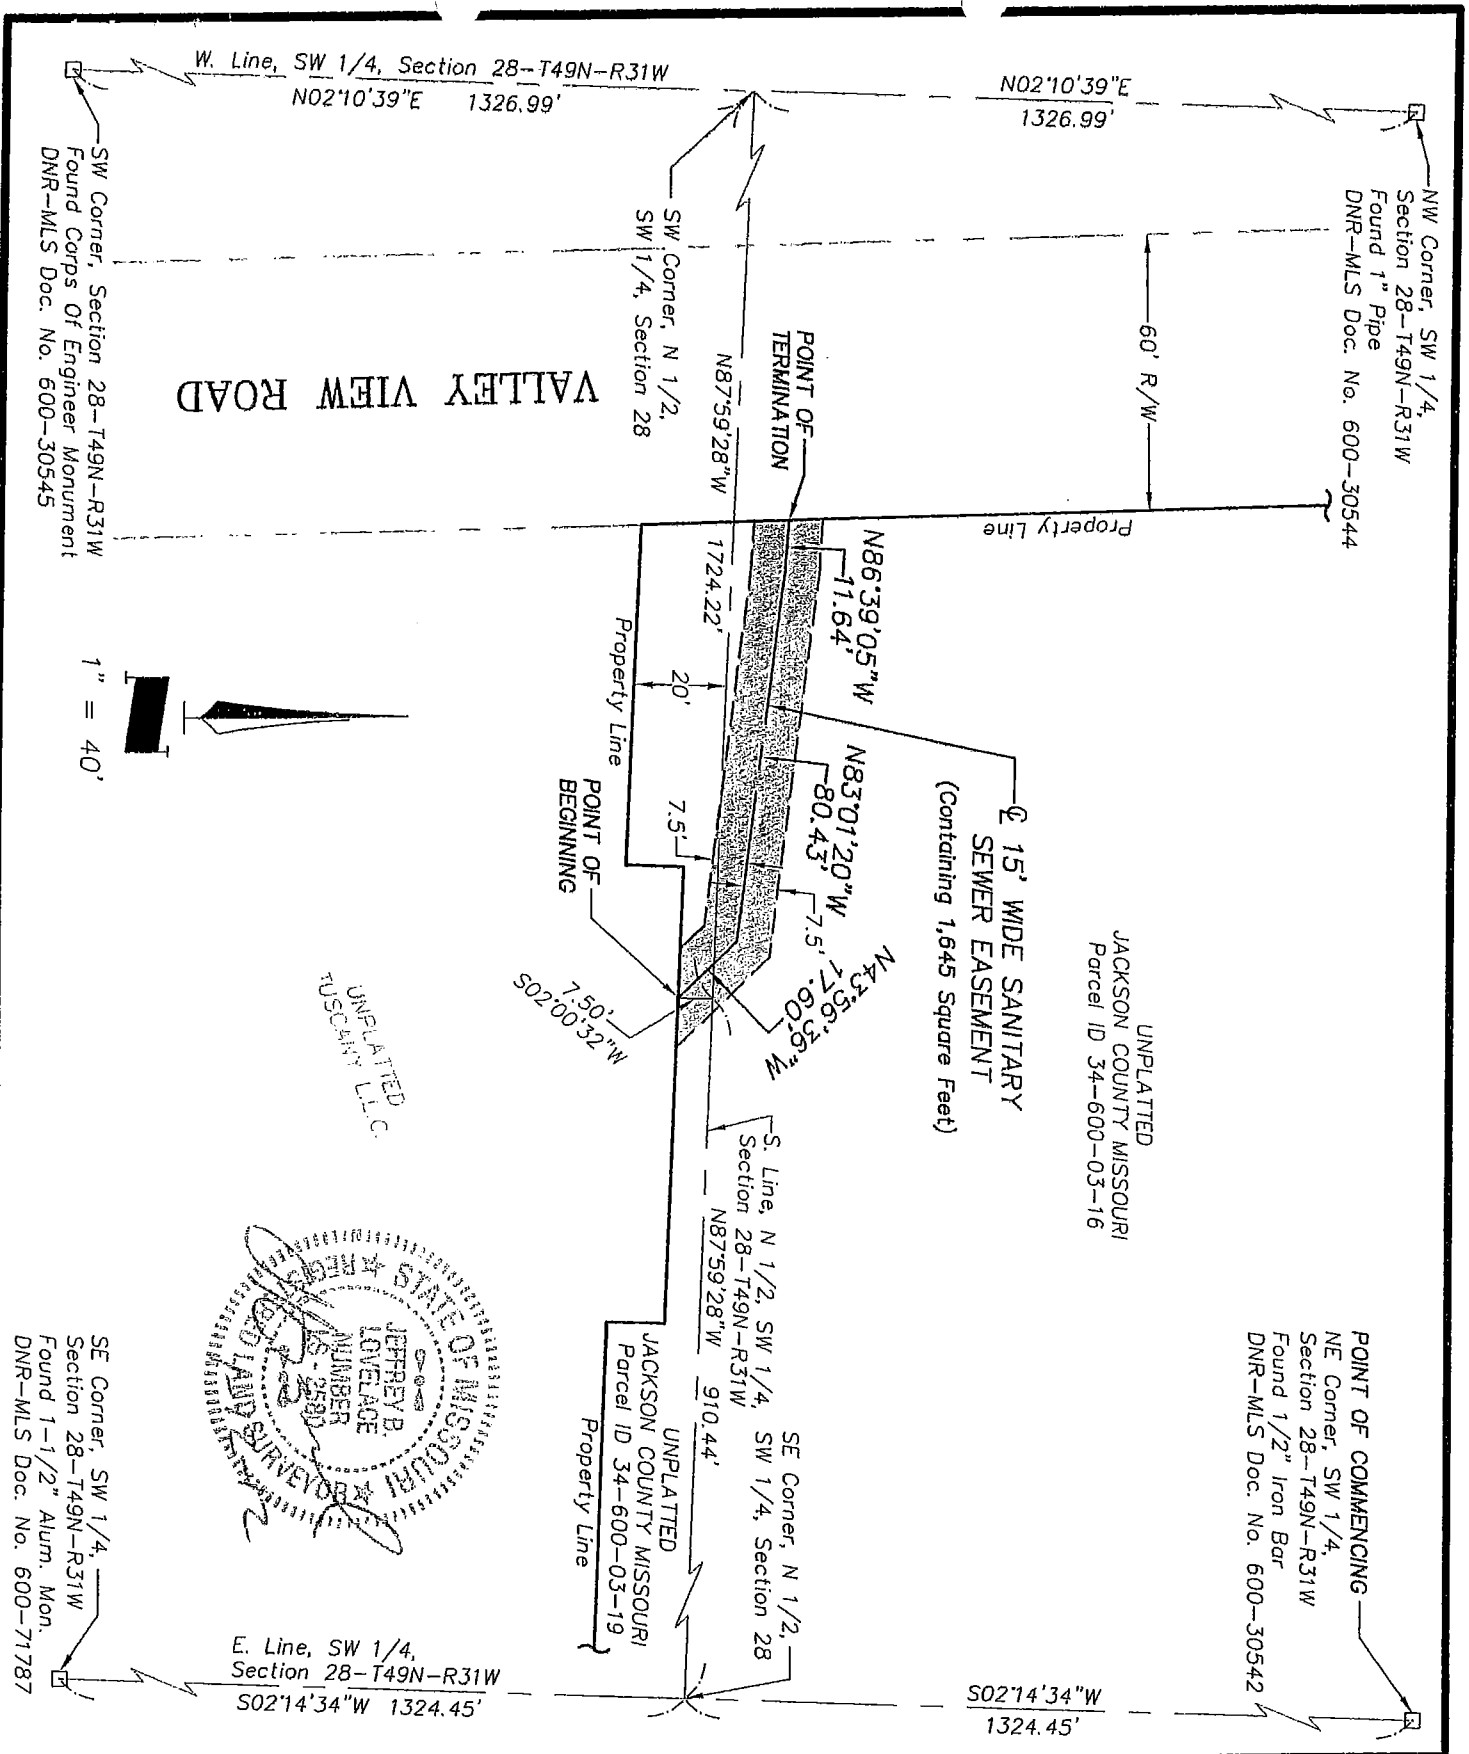 NW Corner, SW 1/4,
Section 28-T49N-R31W
Found 1" Pipe
DNR-MLS Doc. No. 600-30544
POINT OF COMMENCING
NE Corner, SW 1/4,
Section 28-T49N-R31W
Found 1/2" Iron Bar
DNR-MLS Doc. No. 600-30542
N02°10'39"E
1326.99'
60' R/W
Property Line
UNPLATTED
JACKSON COUNTY MISSOURI
Parcel ID 34-600-03-16
S02°14'34"W
1324.45'
℄ 15' WIDE SANITARY
SEWER EASEMENT
(Containing 1,645 Square Feet)
N86°39'05"W
11.64'
N83°01'20"W
80.43'
7.5'
N43°56'36"W
17.60'
POINT OF
TERMINATION
N87°59'28"W
1724.22'
SW Corner, N 1/2,
SW 1/4, Section 28
20'
7.5'
Property Line
POINT OF
BEGINNING
7.50'
S02°00'32"W
S. Line, N 1/2, SW 1/4,
Section 28-T49N-R31W
N87°59'28"W 910.44'
SE Corner, N 1/2,
SW 1/4, Section 28
UNPLATTED
JACKSON COUNTY MISSOURI
Parcel ID 34-600-03-19
Property Line
W. Line, SW 1/4, Section 28-T49N-R31W
N02°10'39"E 1326.99'
VALLEY VIEW ROAD
UNPLATTED
TUSCANY L.L.C.
1" = 40'
STATE OF MISSOURI
JEFFREY B.
LOVELACE
NUMBER
LAND SURVEYOR
E. Line, SW 1/4,
Section 28-T49N-R31W
S02°14'34"W 1324.45'
SW Corner, Section 28-T49N-R31W
Found Corps Of Engineer Monument
DNR-MLS Doc. No. 600-30545
SE Corner, SW 1/4,
Section 28-T49N-R31W
Found 1-1/2" Alum. Mon.
DNR-MLS Doc. No. 600-71787